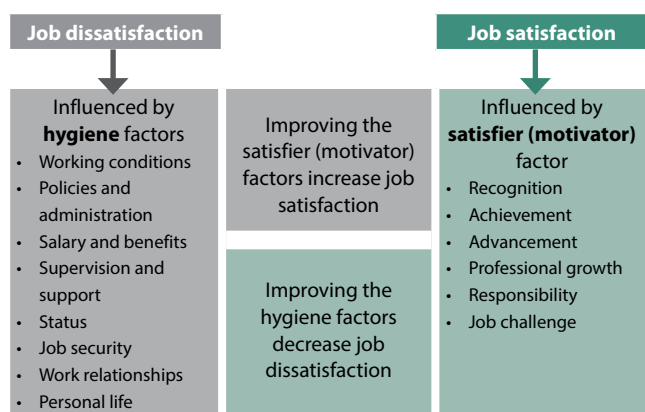 Job dissatisfaction
Job satisfaction
Influenced by
hygiene factors
• Working conditions
• Policies and
administration
• Salary and benefits
• Supervision and
support
• Status
• Job security
• Work relationships
• Personal life
Improving the
satisfier (motivator)
factors increase job
satisfaction
Improving the
hygiene factors
decrease job
dissatisfaction
Influenced by
satisfier (motivator)
factor
• Recognition
• Achievement
• Advancement
• Professional growth
• Responsibility
• Job challenge